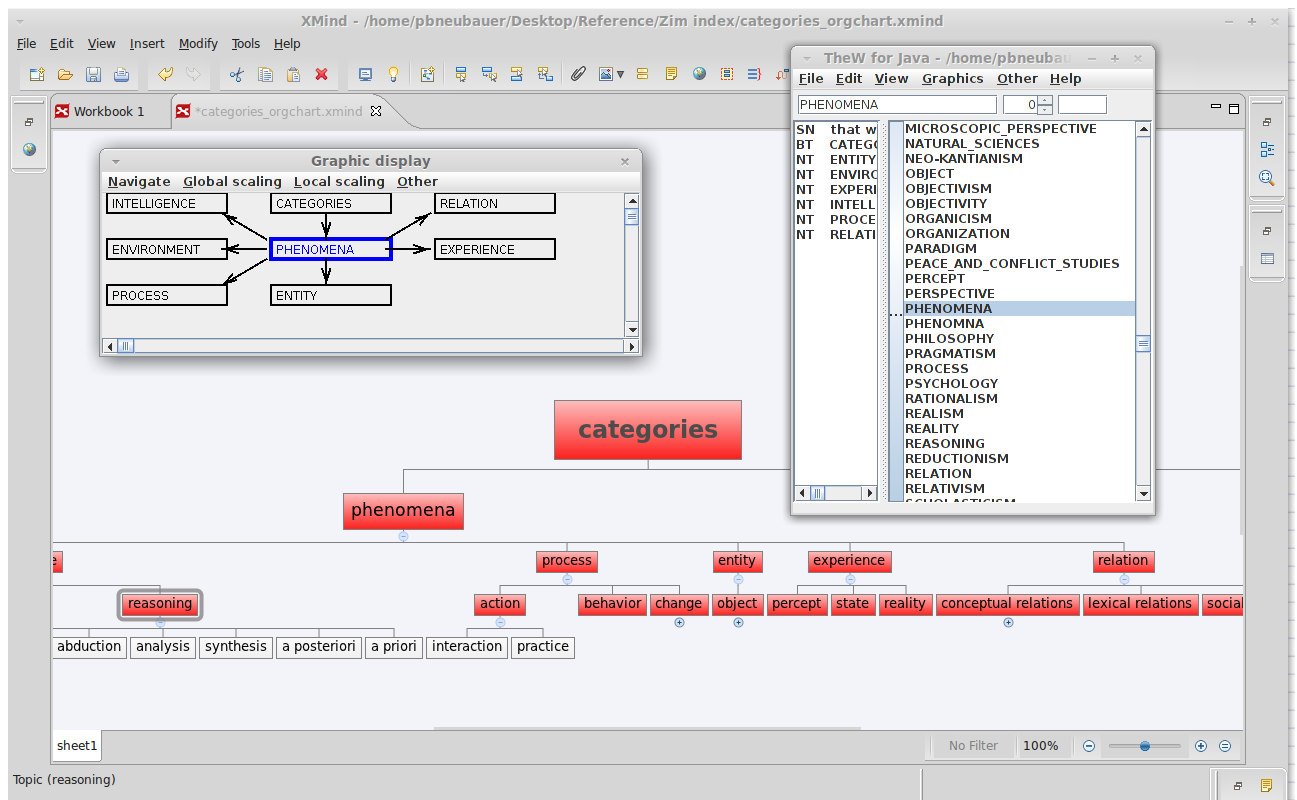 XMind - /home/pbneubauer/Desktop/Reference/Zim index/categories_orgchart.xmind
File Edit View Insert Modify Tools Help
Workbook 1
*categories_orgchart.xmind
Graphic display
Navigate Global scaling Local scaling Other
INTELLIGENCE CATEGORIES RELATION
ENVIRONMENT PHENOMENA EXPERIENCE
PROCESS ENTITY
TheW for Java - /home/pbneubau
File Edit View Graphics Other Help
PHENOMENA 0
SN that w
BT CATEG
NT ENTITY
NT ENVIRC
NT EXPERI
NT INTELL
NT PROCE
NT RELATI
MICROSCOPIC_PERSPECTIVE
NATURAL_SCIENCES
NEO-KANTIANISM
OBJECT
OBJECTIVISM
OBJECTIVITY
ORGANICISM
ORGANIZATION
PARADIGM
PEACE_AND_CONFLICT_STUDIES
PERCEPT
PERSPECTIVE
PHENOMENA
PHENOMNA
PHILOSOPHY
PRAGMATISM
PROCESS
PSYCHOLOGY
RATIONALISM
REALISM
REALITY
REASONING
REDUCTIONISM
RELATION
RELATIVISM
categories
phenomena
e process entity experience relation
reasoning action behavior change object percept state reality conceptual relations lexical relations social
abduction analysis synthesis a posteriori a priori interaction practice
sheet1
No Filter 100%
Topic (reasoning)